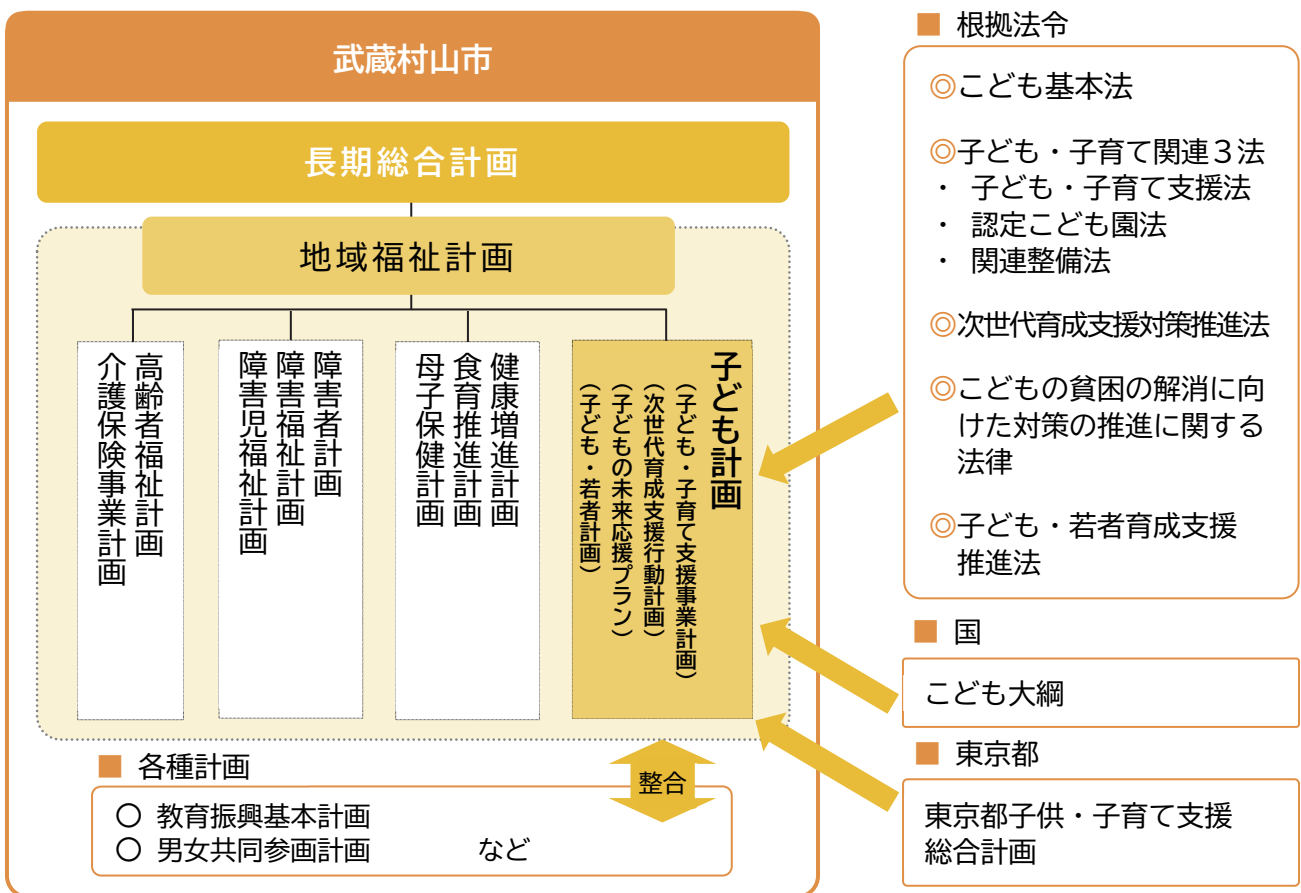 武蔵村山市
長期総合計画
地域福祉計画
高齢者福祉計画
介護保険事業計画
障害者計画
障害福祉計画
障害児福祉計画
健康増進計画
食育推進計画
母子保健計画
子ども計画
（子ども・子育て支援事業計画）
（次世代育成支援行動計画）
（子どもの未来応援プラン）
（子ども・若者計画）
整合
■ 各種計画
○ 教育振興基本計画
○ 男女共同参画計画 など
■ 根拠法令
◎こども基本法
◎子ども・子育て関連３法
・ 子ども・子育て支援法
・ 認定こども園法
・ 関連整備法
◎次世代育成支援対策推進法
◎こどもの貧困の解消に向
けた対策の推進に関する
法律
◎子ども・若者育成支援
推進法
■ 国
こども大綱
■ 東京都
東京都子供・子育て支援
総合計画